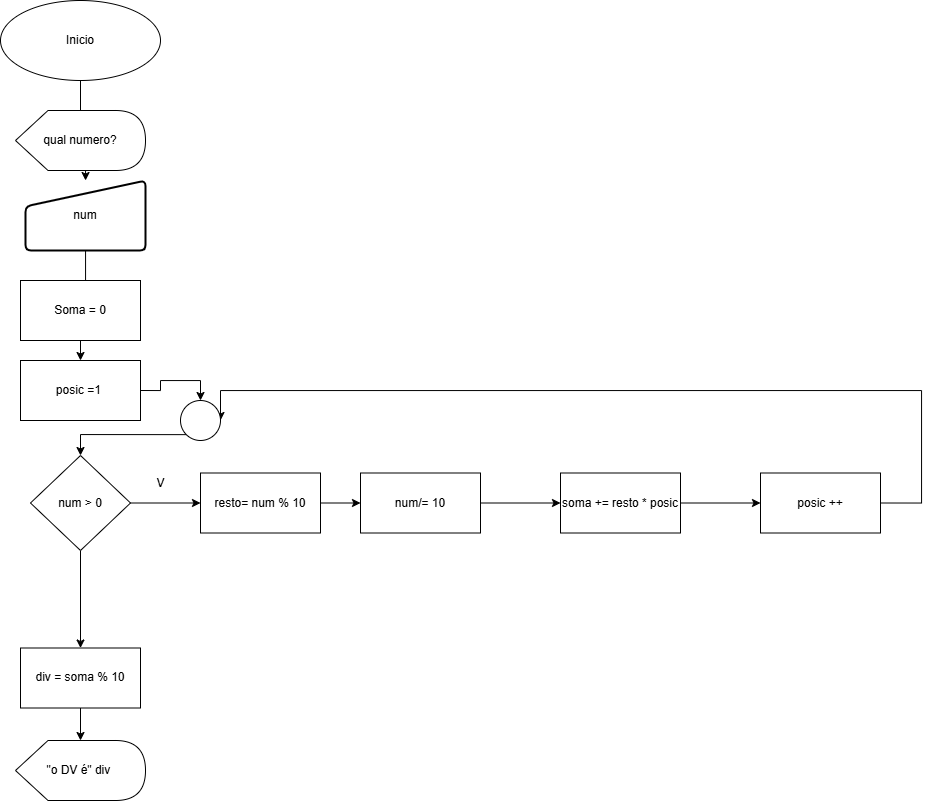 Inicio
qual numero?
num
Soma = 0
posic =1
num > 0
V
resto= num % 10
num/= 10
soma += resto * posic
posic ++
div = soma % 10
"o DV é" div